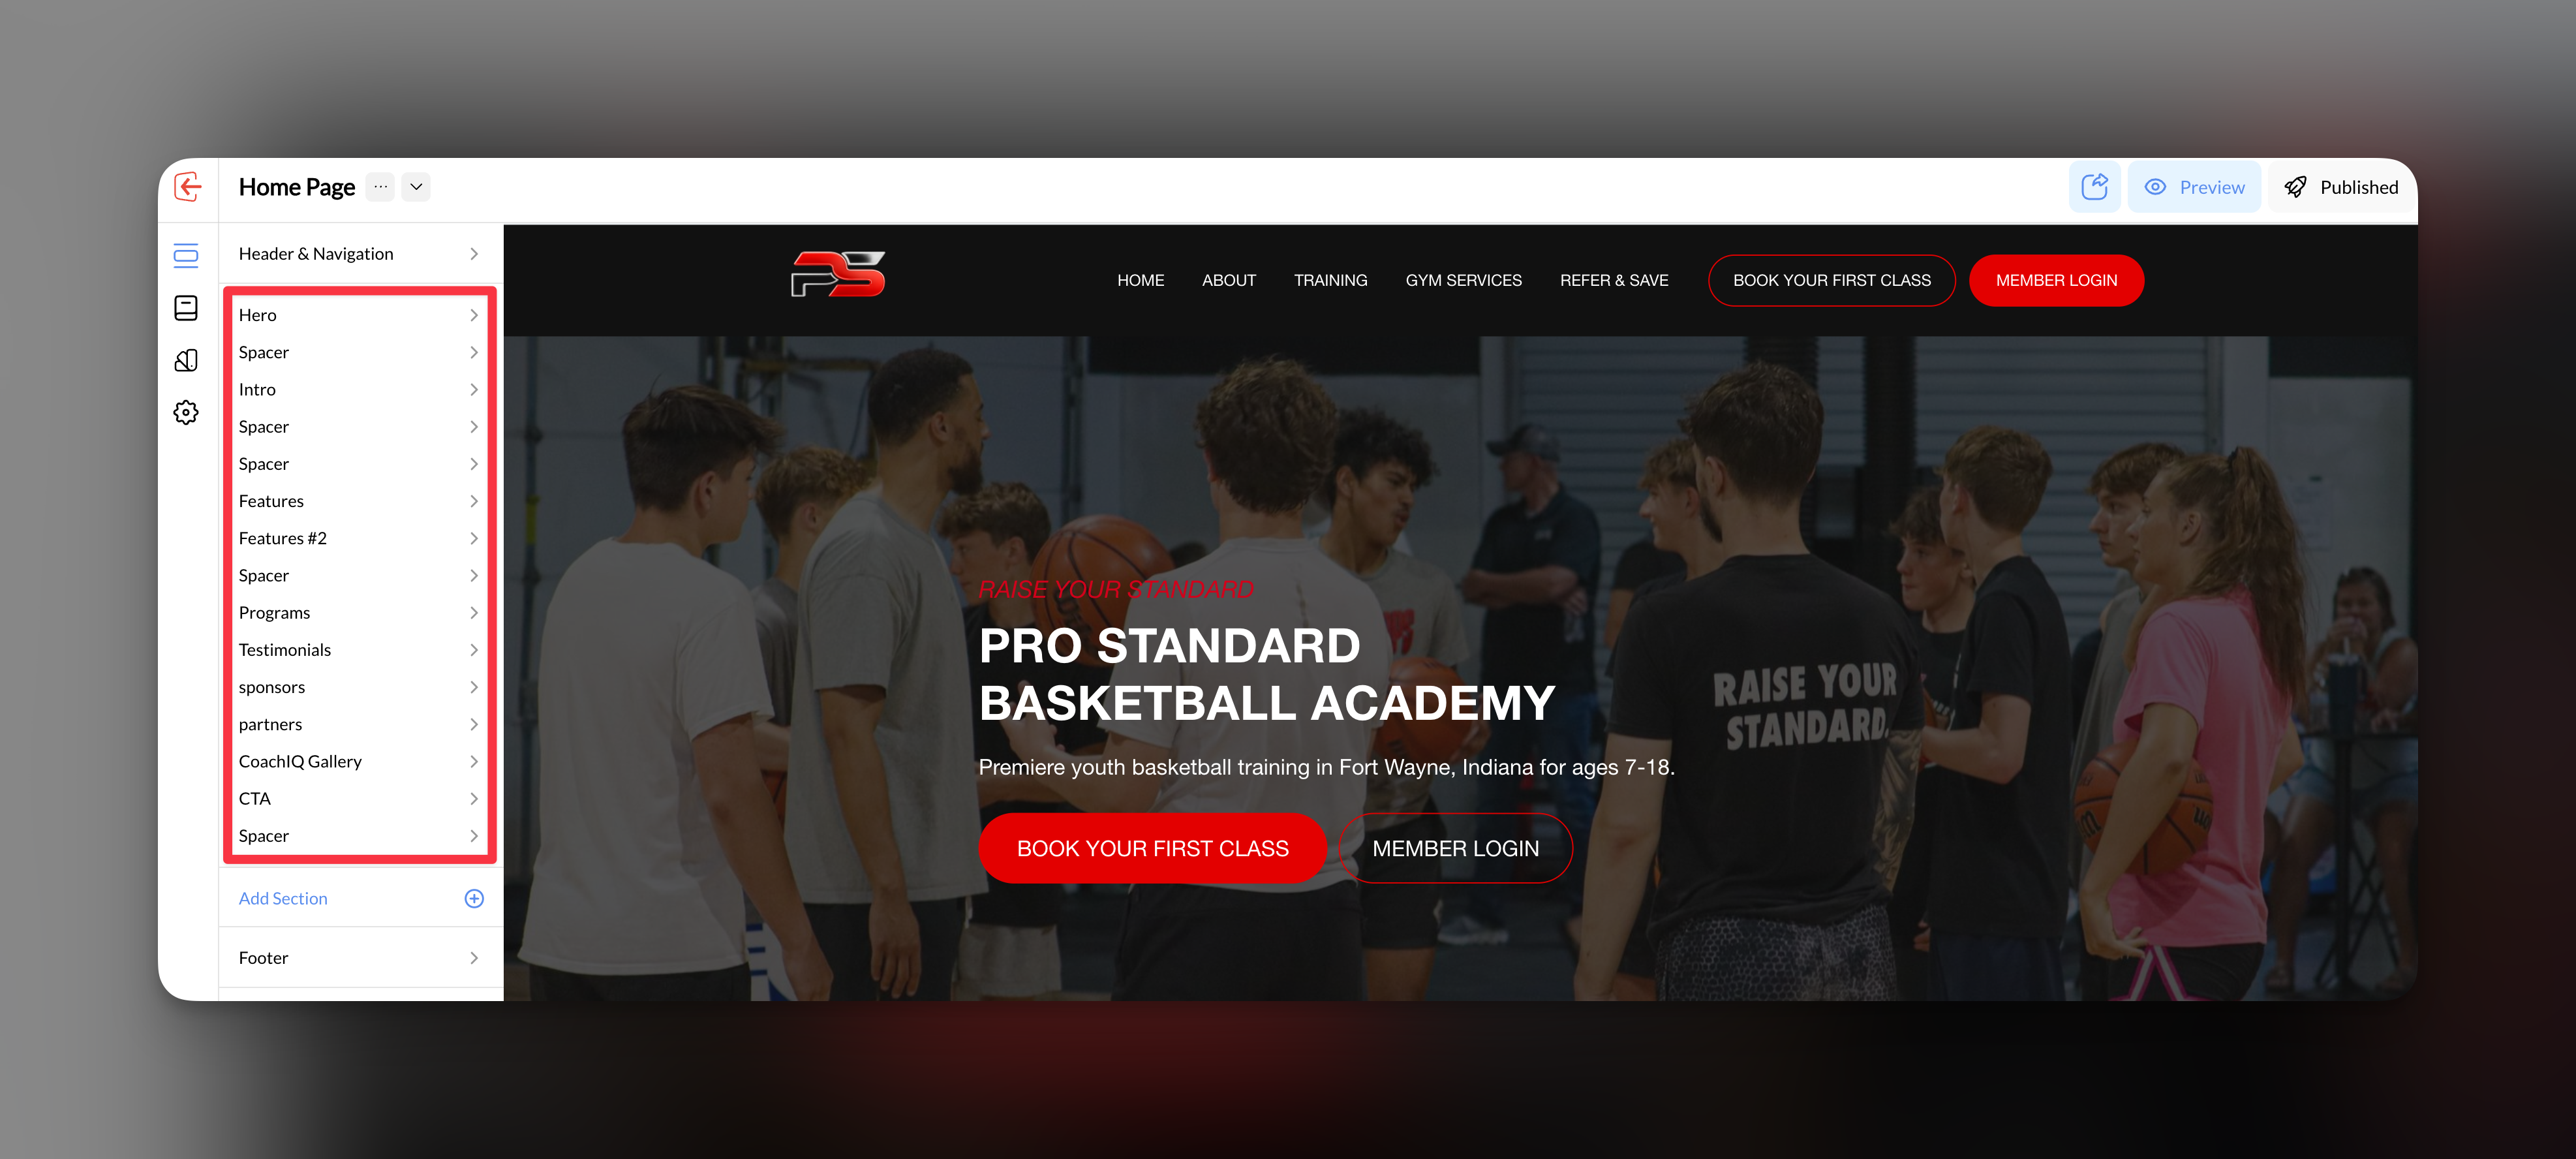 Home Page
Preview
Published
Header & Navigation
Hero
Spacer
Intro
Spacer
Spacer
Features
Features #2
Spacer
Programs
Testimonials
sponsors
partners
CoachIQ Gallery
CTA
Spacer
Add Section
Footer
PS
HOME ABOUT TRAINING GYM SERVICES REFER & SAVE BOOK YOUR FIRST CLASS MEMBER LOGIN
RAISE YOUR STANDARD
PRO STANDARD
BASKETBALL ACADEMY
Premiere youth basketball training in Fort Wayne, Indiana for ages 7-18.
BOOK YOUR FIRST CLASS MEMBER LOGIN
RAISE YOUR
STANDARD.